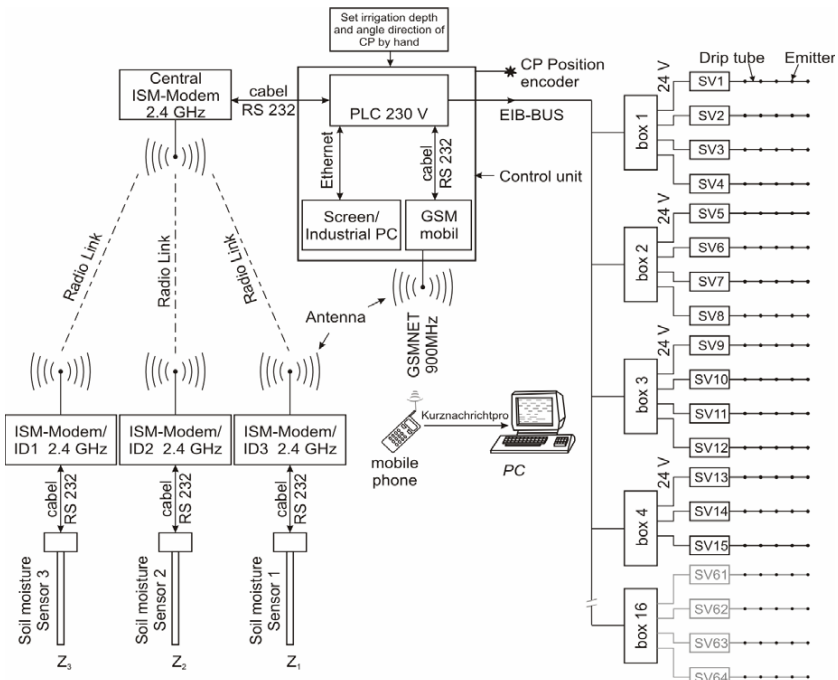 Set irrigation depth
and angle direction of
CP by hand
Central
ISM-Modem
2.4 GHz
cabel
RS 232
PLC 230 V
CP Position
encoder
EIB-BUS
Ethernet
cabel
RS 232
Control unit
Screen/
Industrial PC
GSM
mobil
Radio Link
Radio Link
Radio Link
Antenna
GSMNET
900MHz
ISM-Modem/
ID1 2.4 GHz
ISM-Modem/
ID2 2.4 GHz
ISM-Modem/
ID3 2.4 GHz
mobile
phone
Kurznachrichtpro
PC
cabel
RS 232
cabel
RS 232
cabel
RS 232
Soil moisture
Sensor 3
Soil moisture
Sensor 2
Soil moisture
Sensor 1
Z3
Z2
Z1
Drip tube
Emitter
24 V
box 1
SV1
SV2
SV3
SV4
24 V
box 2
SV5
SV6
SV7
SV8
24 V
box 3
SV9
SV10
SV11
SV12
24 V
box 4
SV13
SV14
SV15
box 16
SV61
SV62
SV63
SV64